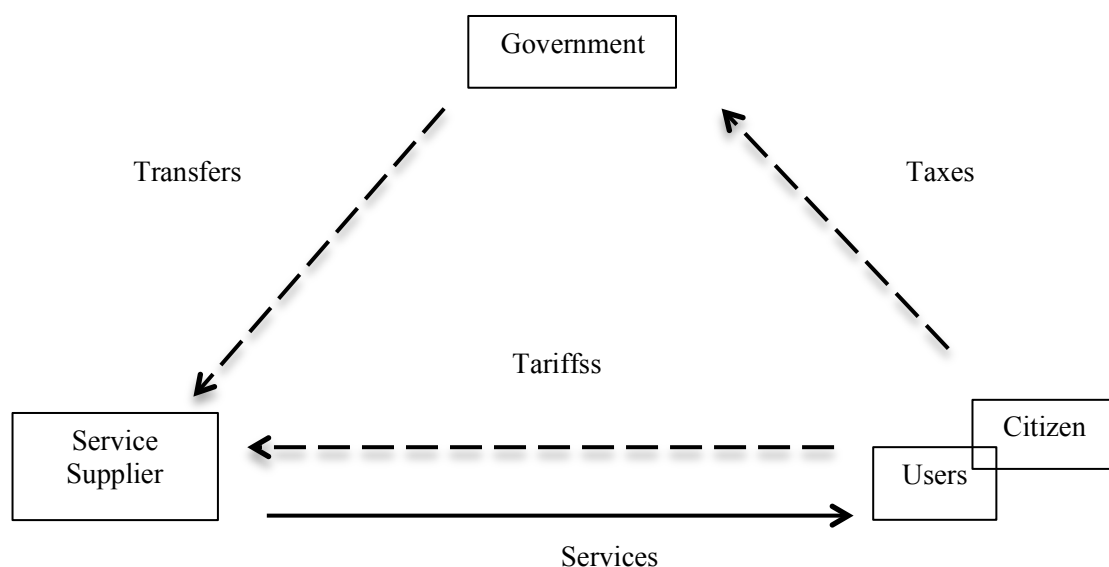 Government
Transfers
Taxes
Tariffss
Service
Supplier
Citizen
Users
Services